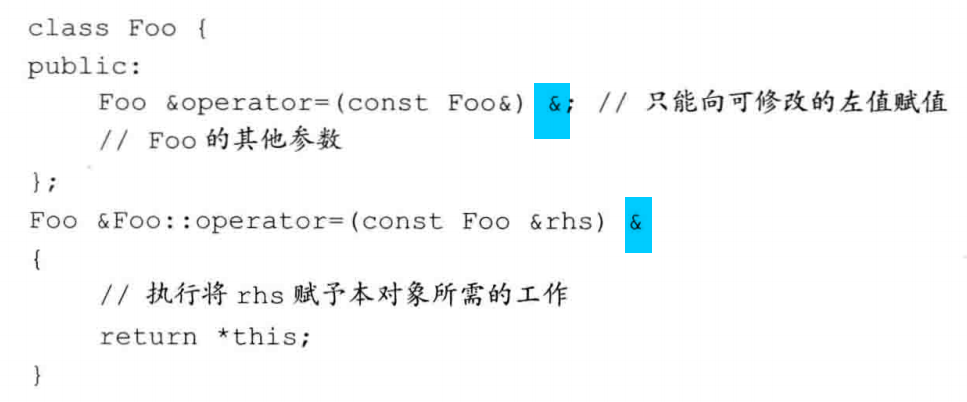 class Foo {
public:
Foo &operator=(const Foo&) &; // 只能向可修改的左值赋值
// Foo 的其他参数
};
Foo &Foo::operator=(const Foo &rhs) &
{
// 执行将 rhs 赋予本对象所需的工作
return *this;
}